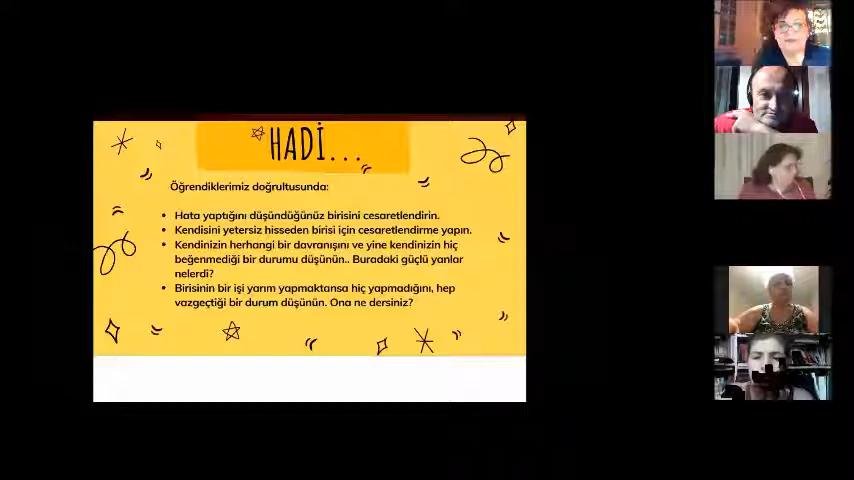 HADİ...
Öğrendiklerimiz doğrultusunda:
Hata yaptığını düşündüğünüz birisini cesaretlendirin.
Kendisini yetersiz hisseden birisi için cesaretlendirme yapın.
Kendinizin herhangi bir davranışını ve yine kendinizin hiç
beğenmediği bir durumu düşünün.. Buradaki güçlü yanlar
nelerdi?
Birisinin bir işi yarım yapmaktansa hiç yapmadığını, hep
vazgeçtiği bir durum düşünün. Ona ne dersiniz?